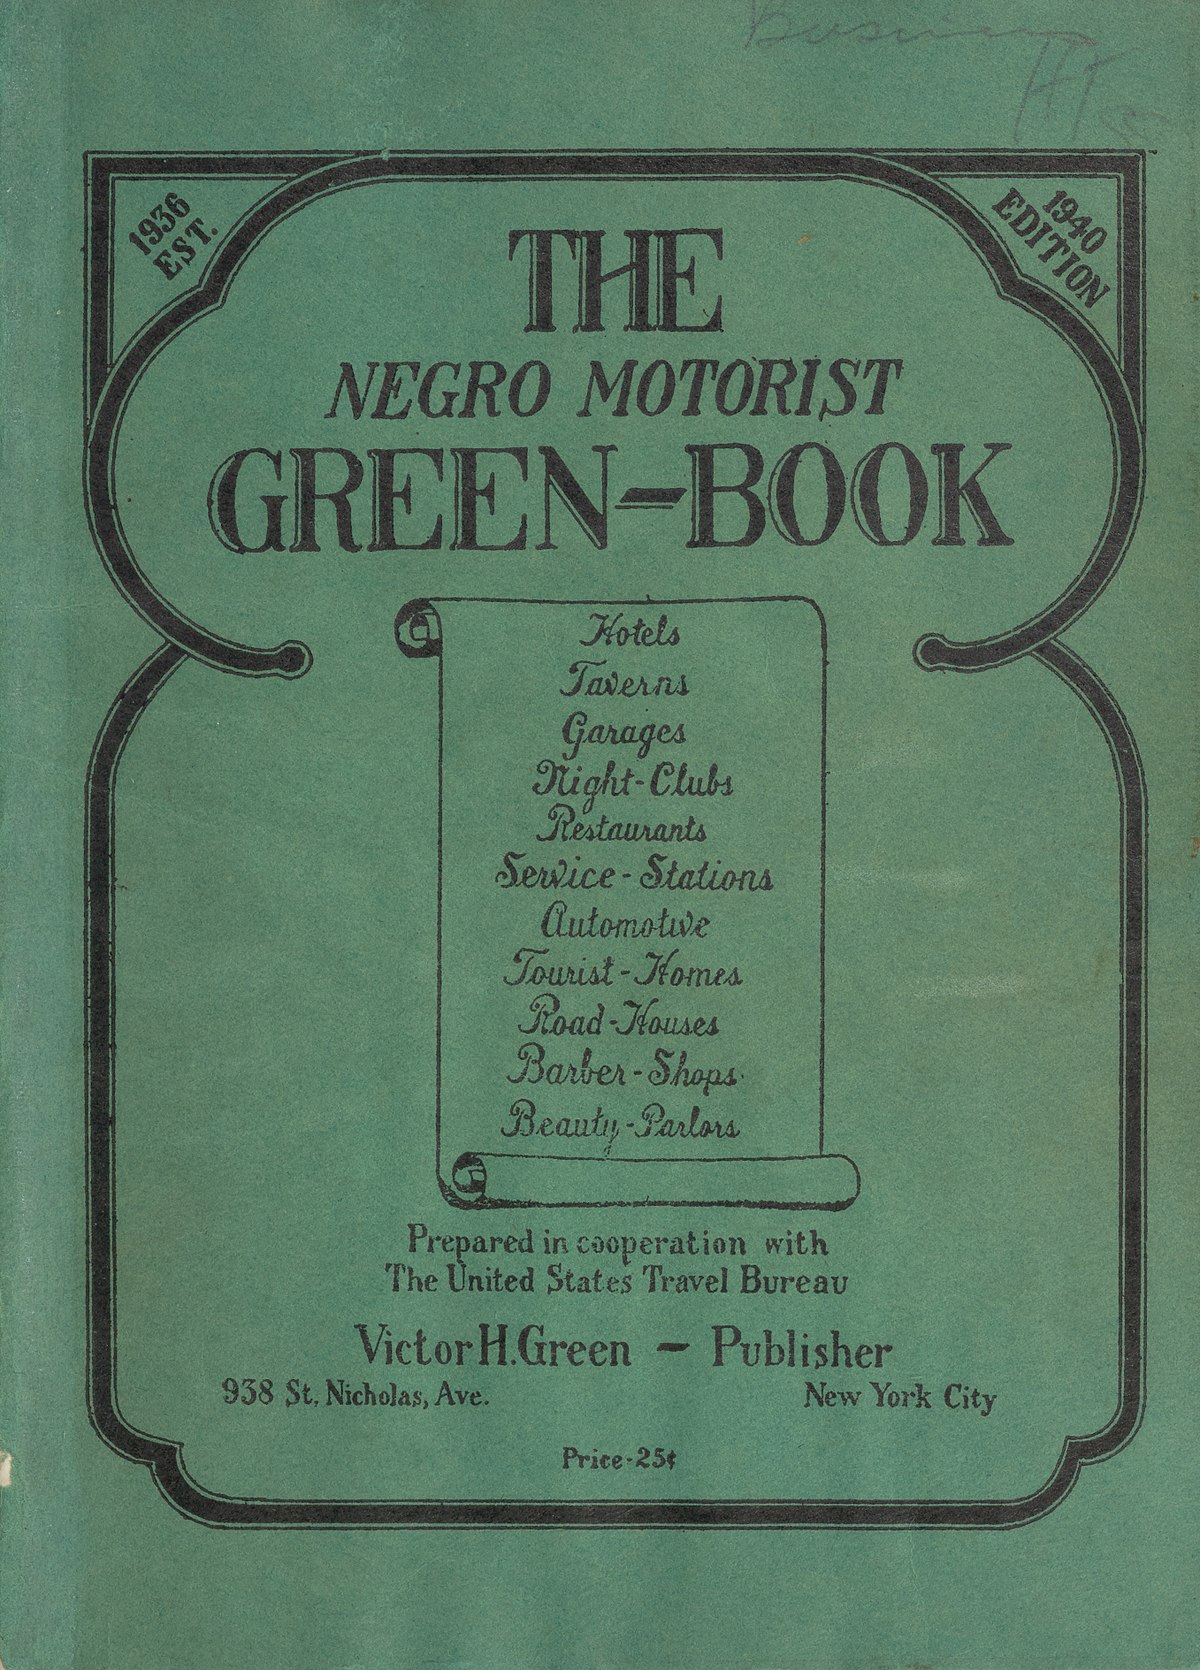 Business
1936
EST.
1940
EDITION
THE
NEGRO MOTORIST
GREEN-BOOK
Hotels
Taverns
Garages
Night-Clubs
Restaurants
Service-Stations
Automotive
Tourist-Homes
Road-Houses
Barber-Shops
Beauty-Parlors
Prepared in cooperation with
The United States Travel Bureau
Victor H. Green - Publisher
938 St. Nicholas, Ave. New York City
Price-25¢